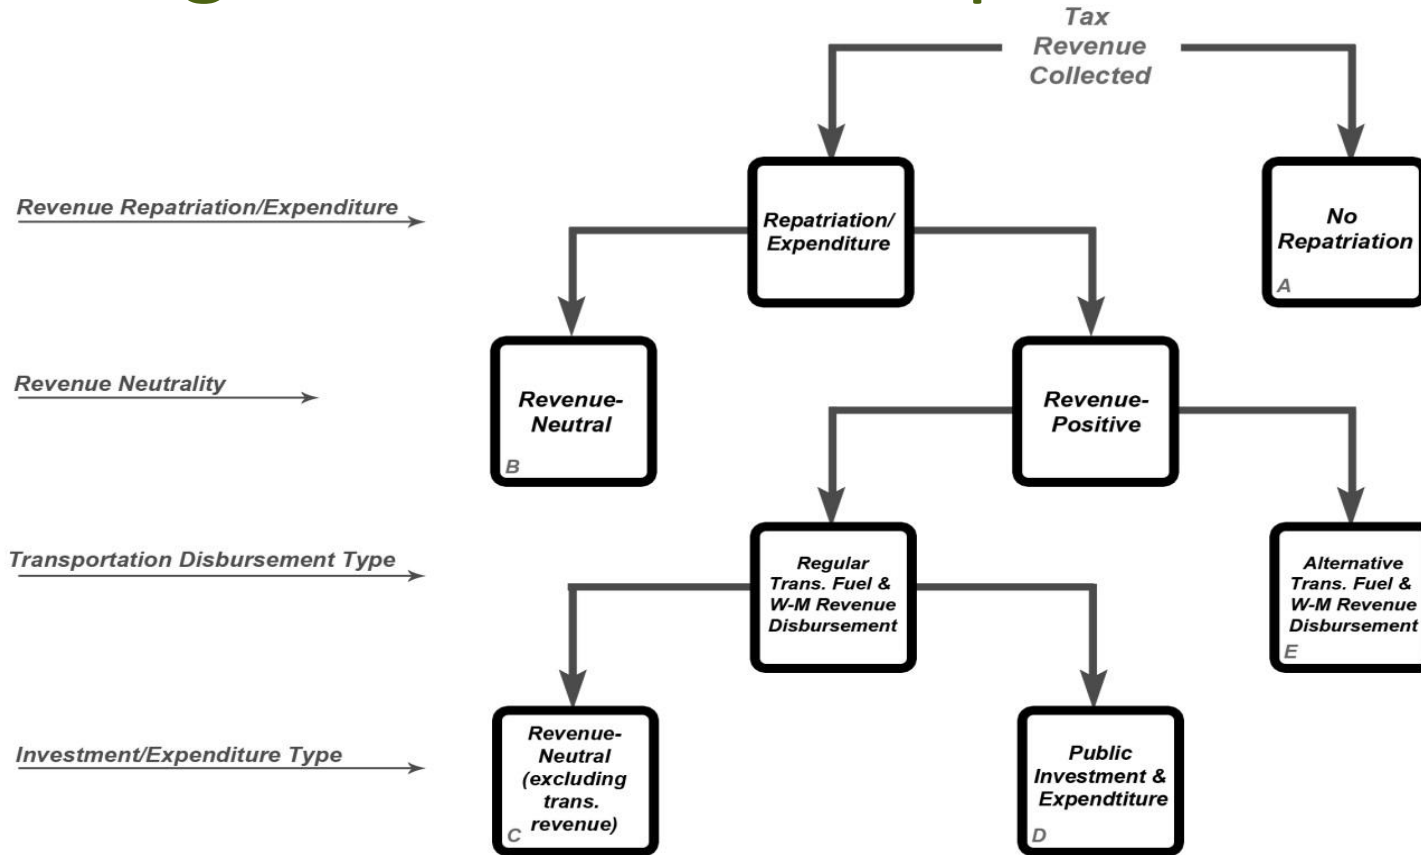 Tax
Revenue
Collected
Revenue Repatriation/Expenditure
Repatriation/
Expenditure
No
Repatriation
A
Revenue Neutrality
Revenue-
Neutral
B
Revenue-
Positive
Transportation Disbursement Type
Regular
Trans. Fuel &
W-M Revenue
Disbursement
Alternative
Trans. Fuel &
W-M Revenue
Disbursement
E
Investment/Expenditure Type
Revenue-
Neutral
(excluding
trans.
revenue)
C
Public
Investment &
Expendtiture
D